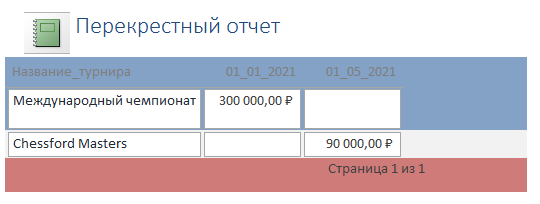 Перекрестный отчет
Название_турнира 01_01_2021 01_05_2021
Международный чемпионат 300 000,00 ₽
Chessford Masters 90 000,00 ₽
Страница 1 из 1